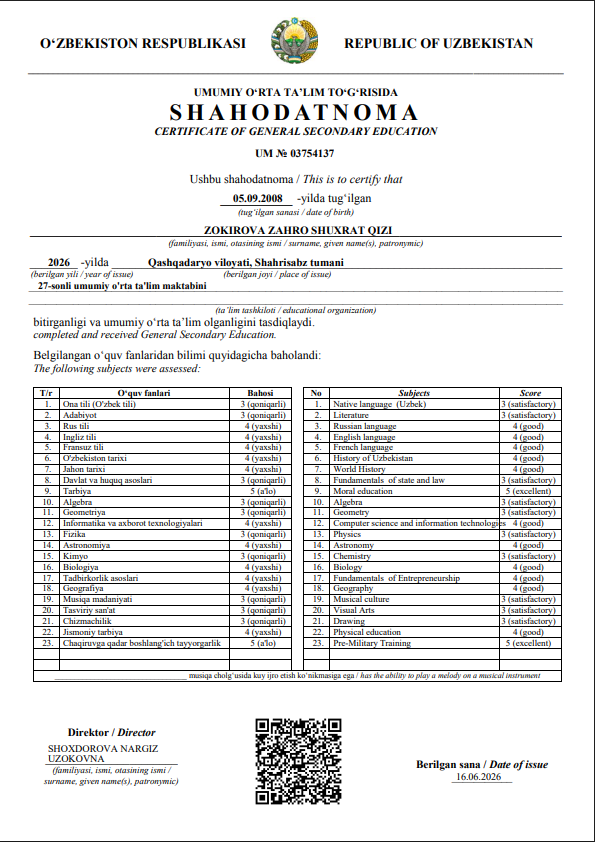 O‘ZBEKISTON RESPUBLIKASI REPUBLIC OF UZBEKISTAN
UMUMIY O‘RTA TA’LIM TO‘G‘RISIDA
SHAHODATNOMA
CERTIFICATE OF GENERAL SECONDARY EDUCATION
UM № 03754137
Ushbu shahodatnoma / This is to certify that
05.09.2008 -yilda tug‘ilgan
(tug‘ilgan sanasi / date of birth)
ZOKIROVA ZAHRO SHUXRAT QIZI
(familiyasi, ismi, otasining ismi / surname, given name(s), patronymic)
2026 -yilda Qashqadaryo viloyati, Shahrisabz tumani
(berilgan yili / year of issue) (berilgan joyi / place of issue)
27-sonli umumiy o'rta ta'lim maktabini
(ta’lim tashkiloti / educational organization)
bitirganligi va umumiy o‘rta ta’lim olganligini tasdiqlaydi.
completed and received General Secondary Education.
Belgilangan o‘quv fanlaridan bilimi quyidagicha baholandi:
The following subjects were assessed:
T/r O‘quv fanlari Bahosi No Subjects Score
1. Ona tili (O'zbek tili) 3 (qoniqarli) 1. Native language (Uzbek) 3 (satisfactory)
2. Adabiyot 3 (qoniqarli) 2. Literature 3 (satisfactory)
3. Rus tili 4 (yaxshi) 3. Russian language 4 (good)
4. Ingliz tili 4 (yaxshi) 4. English language 4 (good)
5. Fransuz tili 4 (yaxshi) 5. French language 4 (good)
6. O'zbekiston tarixi 4 (yaxshi) 6. History of Uzbekistan 4 (good)
7. Jahon tarixi 4 (yaxshi) 7. World History 4 (good)
8. Davlat va huquq asoslari 3 (qoniqarli) 8. Fundamentals of state and law 3 (satisfactory)
9. Tarbiya 5 (a'lo) 9. Moral education 5 (excellent)
10. Algebra 3 (qoniqarli) 10. Algebra 3 (satisfactory)
11. Geometriya 3 (qoniqarli) 11. Geometry 3 (satisfactory)
12. Informatika va axborot texnologiyalari 4 (yaxshi) 12. Computer science and information technologies 4 (good)
13. Fizika 3 (qoniqarli) 13. Physics 3 (satisfactory)
14. Astronomiya 4 (yaxshi) 14. Astronomy 4 (good)
15. Kimyo 3 (qoniqarli) 15. Chemistry 3 (satisfactory)
16. Biologiya 4 (yaxshi) 16. Biology 4 (good)
17. Tadbirkorlik asoslari 4 (yaxshi) 17. Fundamentals of Entrepreneurship 4 (good)
18. Geografiya 4 (yaxshi) 18. Geography 4 (good)
19. Musiqa madaniyati 3 (qoniqarli) 19. Musical culture 3 (satisfactory)
20. Tasviriy san'at 3 (qoniqarli) 20. Visual Arts 3 (satisfactory)
21. Chizmachilik 3 (qoniqarli) 21. Drawing 3 (satisfactory)
22. Jismoniy tarbiya 4 (yaxshi) 22. Physical education 4 (good)
23. Chaqiruvga qadar boshlang'ich tayyorgarlik 5 (a'lo) 23. Pre-Military Training 5 (excellent)
musiqa cholg‘usida kuy ijro etish ko‘nikmasiga ega / has the ability to play a melody on a musical instrument
Direktor / Director
SHOXDOROVA NARGIZ
UZOKOVNA
(familiyasi, ismi, otasining ismi /
surname, given name(s), patronymic)
Berilgan sana / Date of issue
16.06.2026